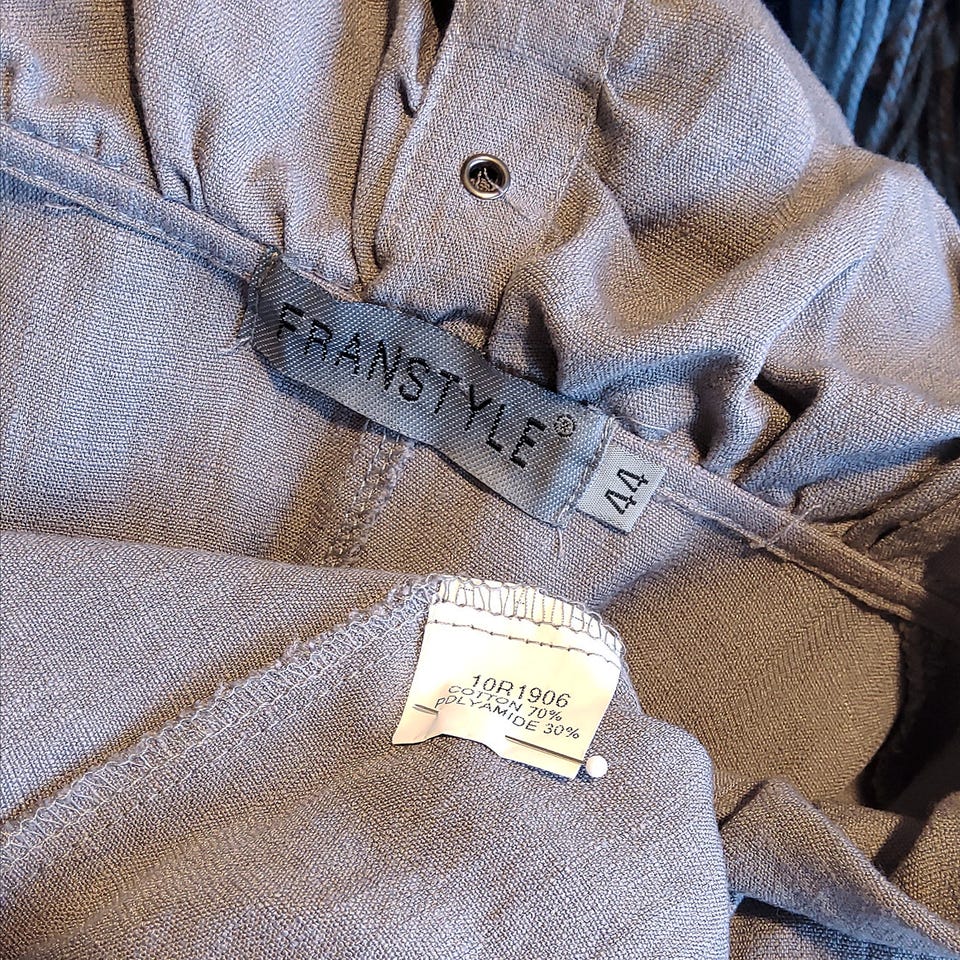 FRANSTYLE®
44
10R1906
COTTON 70%
POLYAMIDE 30%